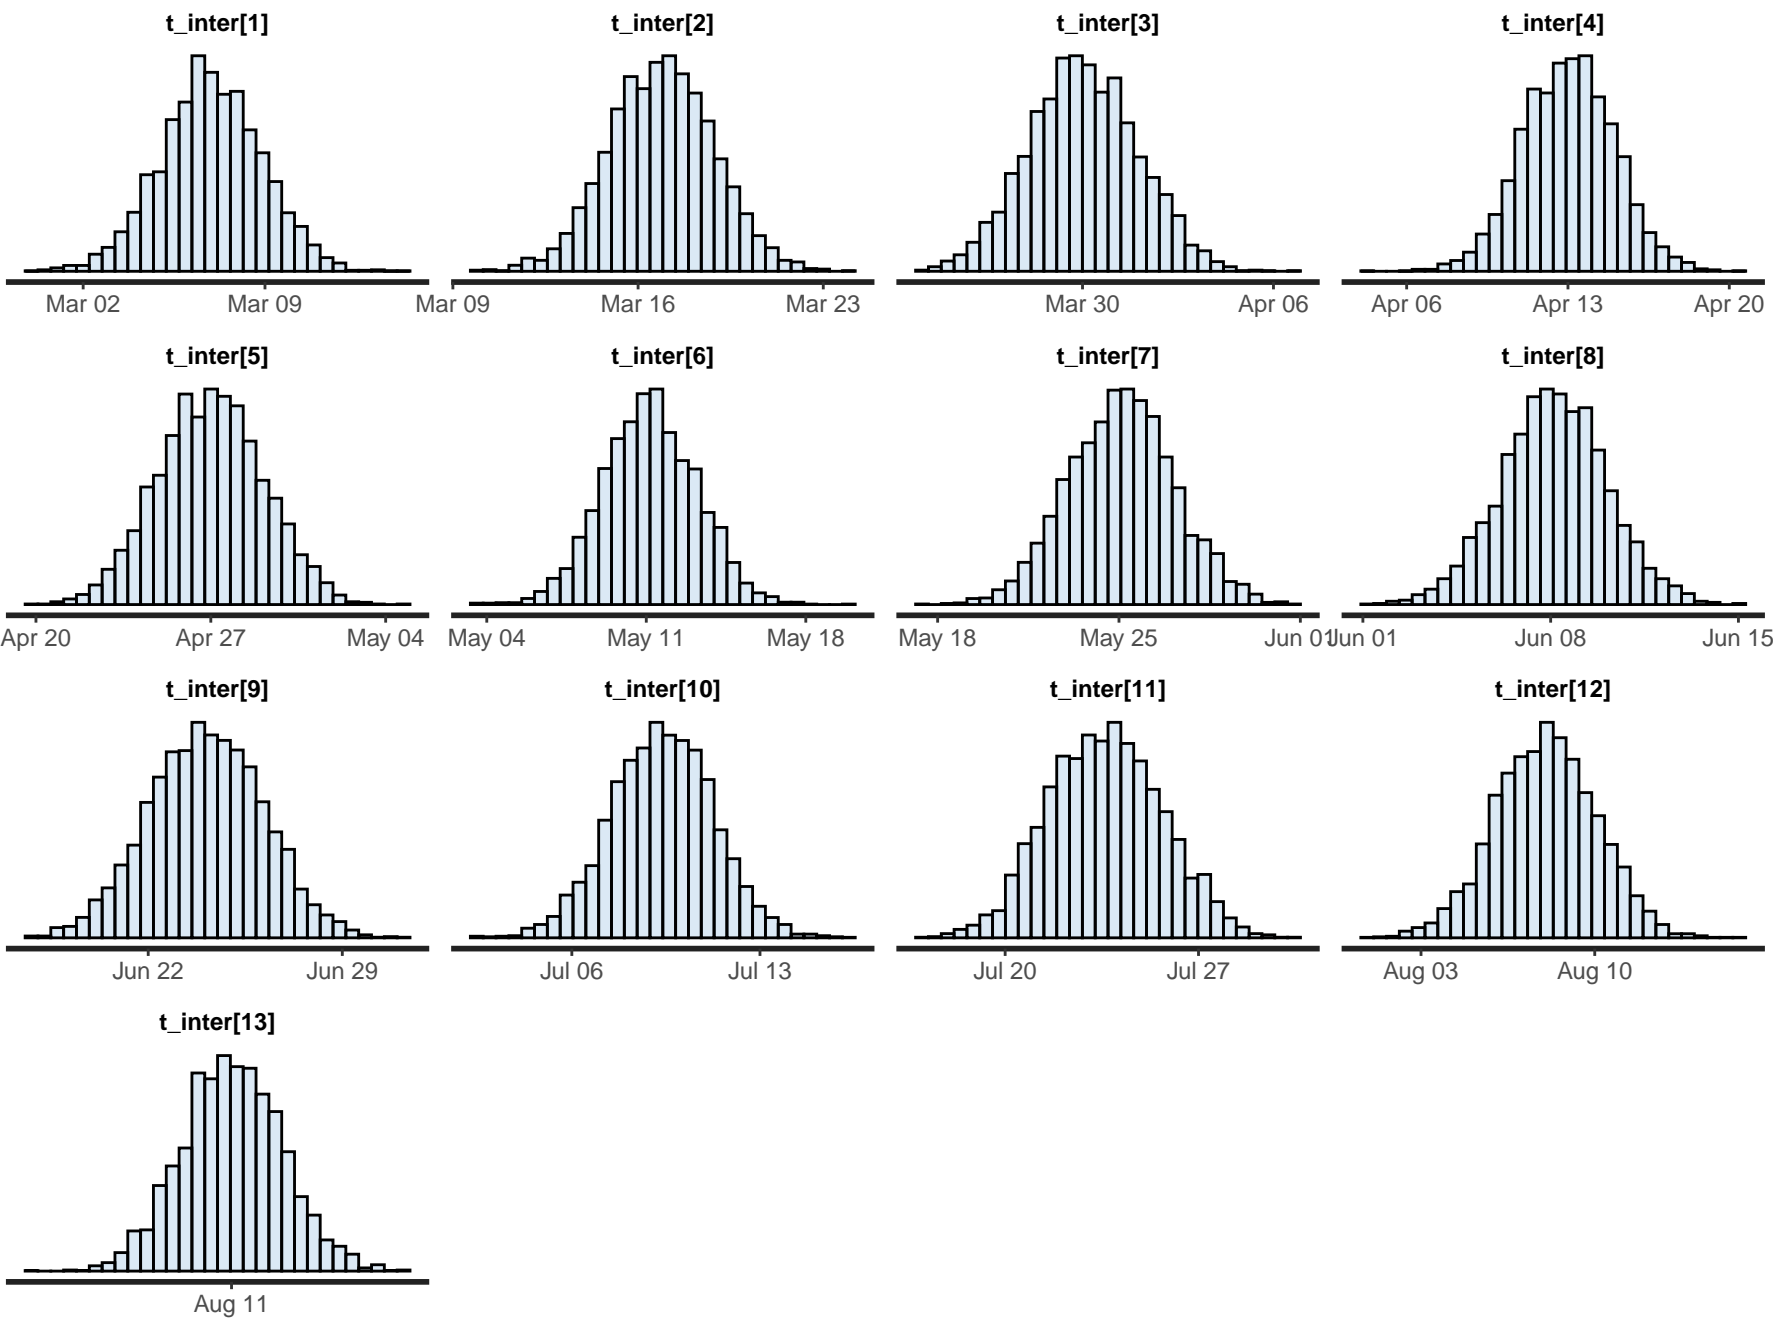 t_inter[1] t_inter[2] t_inter[3] t_inter[4]
Mar 02 Mar 09 Mar 09 Mar 16 Mar 23 Mar 30 Apr 06 Apr 06 Apr 13 Apr 20
t_inter[5] t_inter[6] t_inter[7] t_inter[8]
Apr 20 Apr 27 May 04 May 04 May 11 May 18 May 18 May 25 Jun 01 Jun 01 Jun 08 Jun 15
t_inter[9] t_inter[10] t_inter[11] t_inter[12]
Jun 22 Jun 29 Jul 06 Jul 13 Jul 20 Jul 27 Aug 03 Aug 10
t_inter[13]
Aug 11